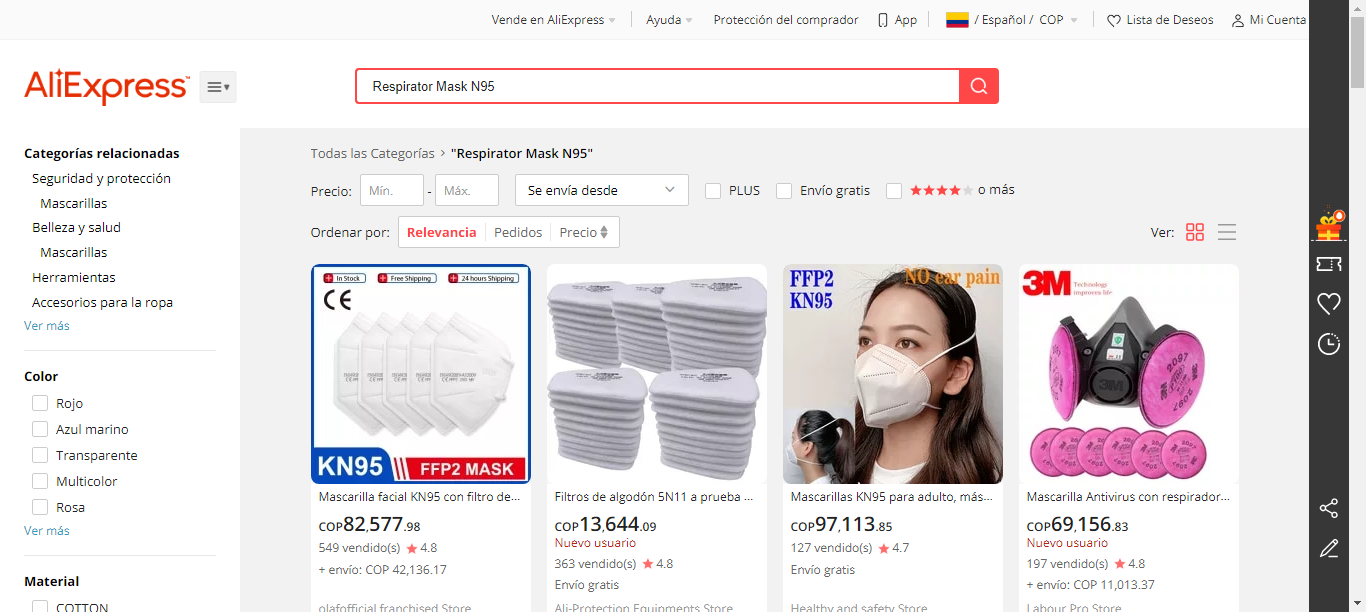 Vende en AliExpress
Ayuda
Protección del comprador
App
/ Español / COP
Lista de Deseos
Mi Cuenta
AliExpress
Respirator Mask N95
Categorías relacionadas
Seguridad y protección
Mascarillas
Belleza y salud
Mascarillas
Herramientas
Accesorios para la ropa
Ver más
Color
Rojo
Azul marino
Transparente
Multicolor
Rosa
Ver más
Material
COTTON
Todas las Categorías > "Respirator Mask N95"
Precio: Mín. - Máx. Se envía desde PLUS Envío gratis o más
Ordenar por: Relevancia Pedidos Precio
Ver:
In Stock Free Shipping 24 hours Shipping
CE
KN95 FFP2 MASK
Mascarilla facial KN95 con filtro de...
COP82,577.98
549 vendido(s) 4.8
+ envío: COP 42,136.17
olafofficial franchised Store
Filtros de algodón 5N11 a prueba ...
COP13,644.09
Nuevo usuario
363 vendido(s) 4.8
Envío gratis
Ali-Protection Equipments Store
FFP2
KN95
NO ear pain
Mascarillas KN95 para adulto, más...
COP97,113.85
127 vendido(s) 4.7
Envío gratis
Healthy and safety Store
3M Technology
improves life
2097
3M
Mascarilla Antivirus con respirador...
COP69,156.83
Nuevo usuario
197 vendido(s) 4.8
+ envío: COP 11,013.37
Labour Pro Store